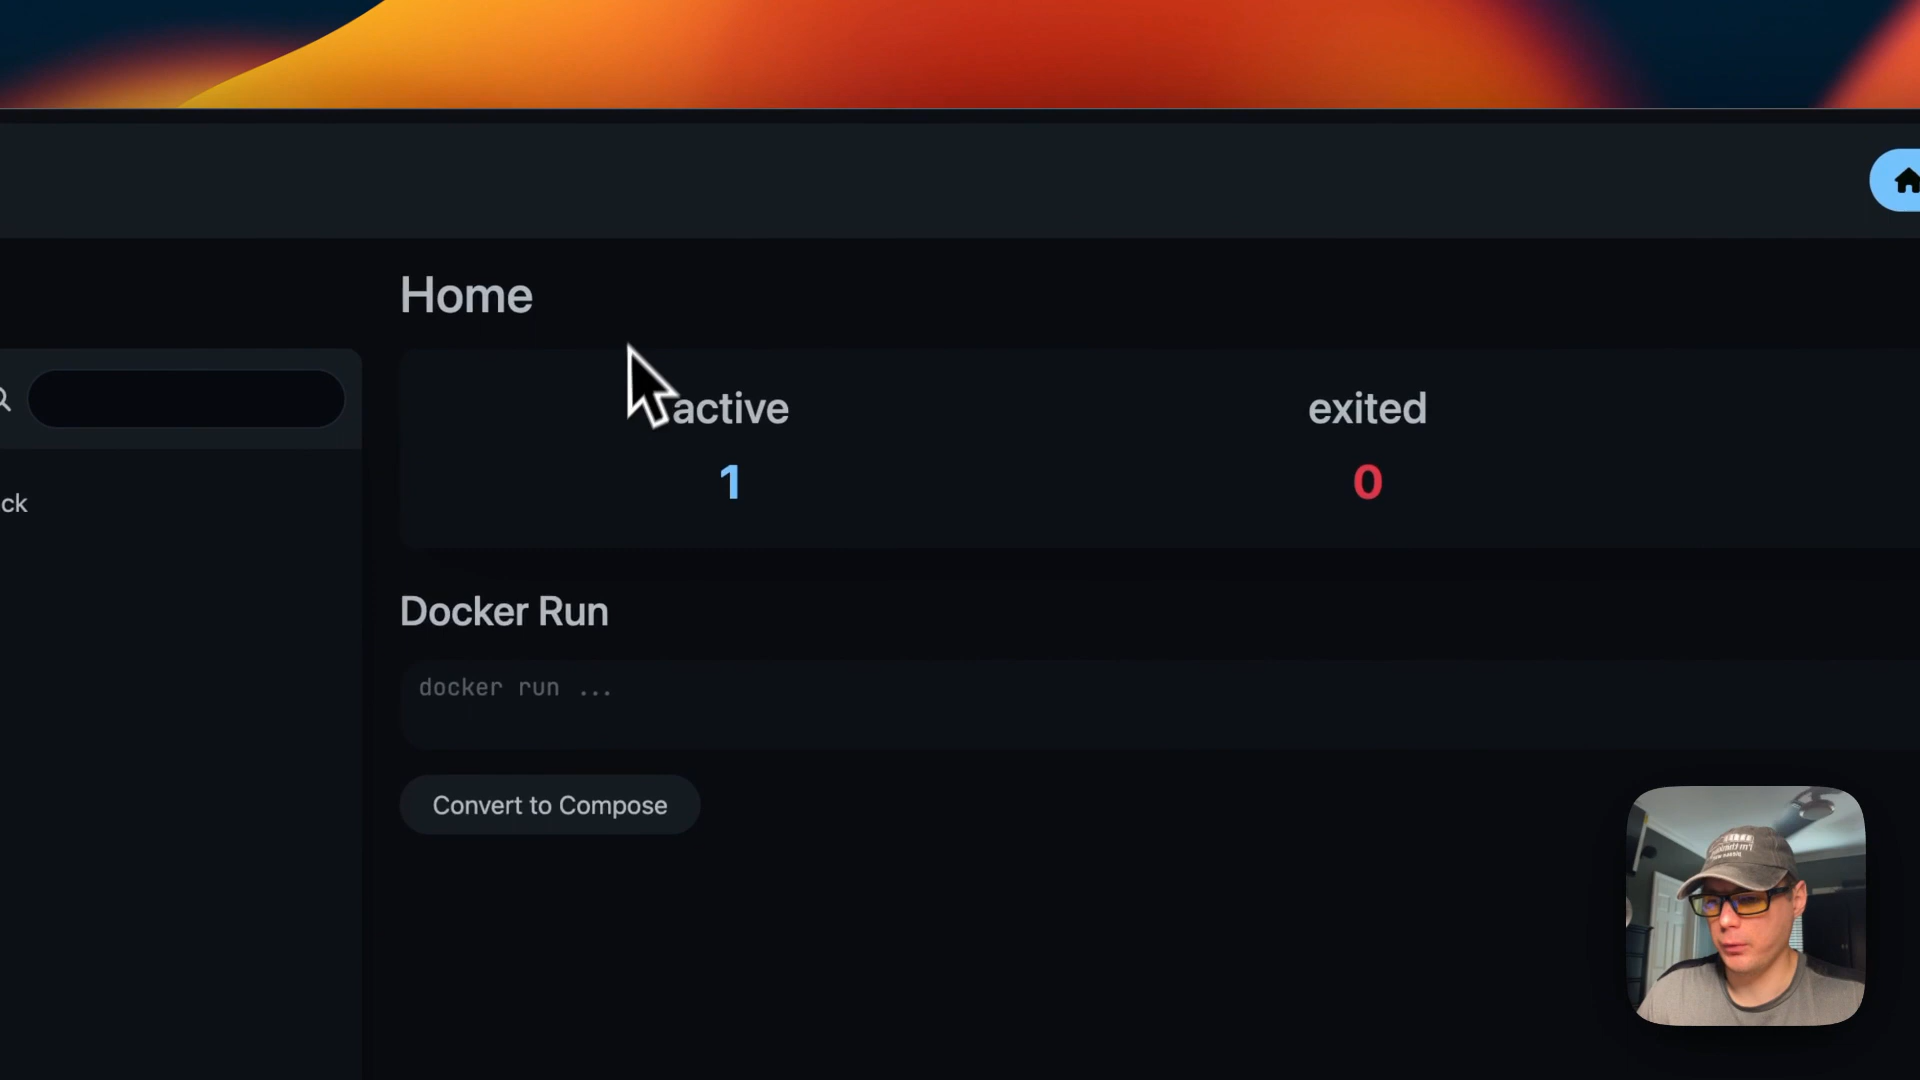 Home
active
exited
1
0
ck
Docker Run
docker run ...
Convert to Compose